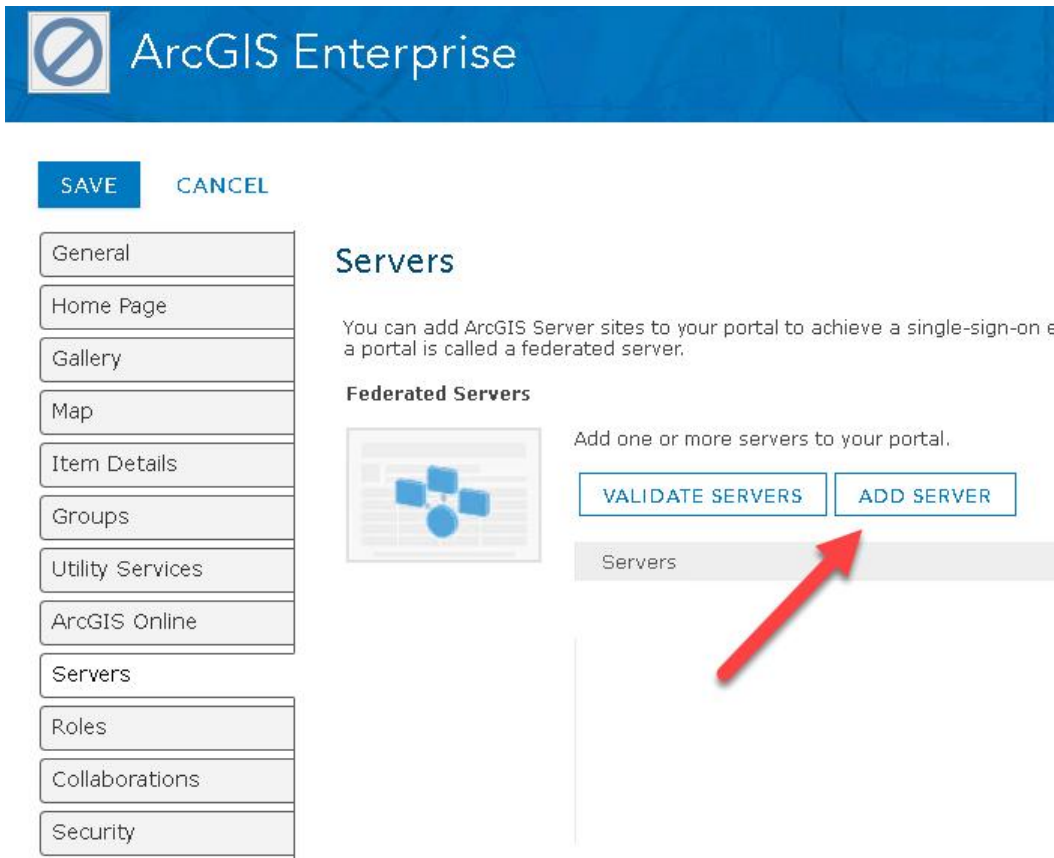 ArcGIS Enterprise
SAVE
CANCEL
General
Home Page
Gallery
Map
Item Details
Groups
Utility Services
ArcGIS Online
Servers
Roles
Collaborations
Security
Servers
You can add ArcGIS Server sites to your portal to achieve a single-sign-on
a portal is called a federated server.
Federated Servers
Add one or more servers to your portal.
VALIDATE SERVERS
ADD SERVER
Servers